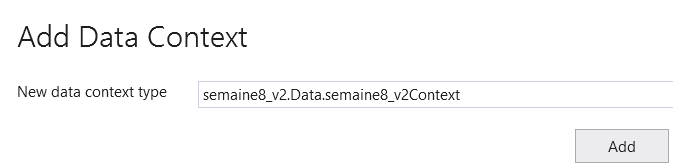 Add Data Context
New data context type semaine8_v2.Data.semaine8_v2Context
Add